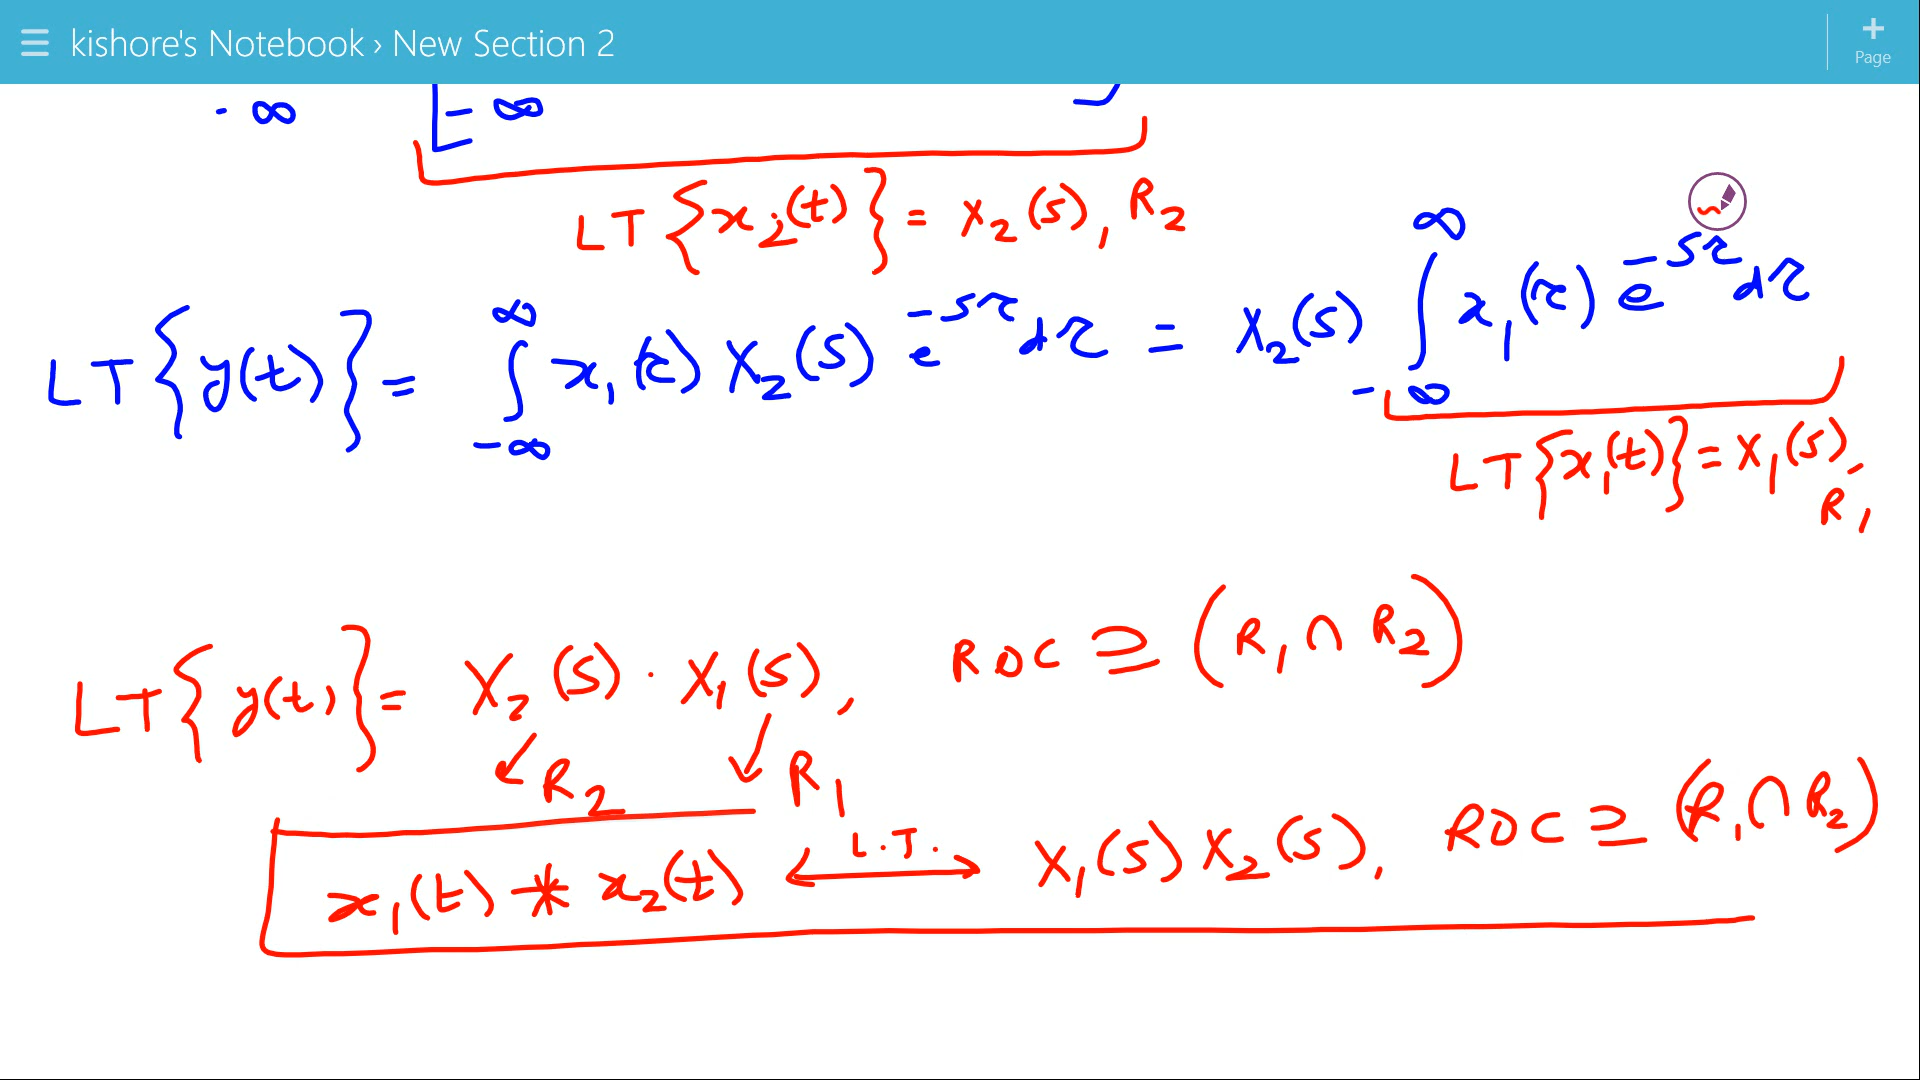 kishore's Notebook › New Section 2
Page
-∞ -∞
LT{x₂(t)} = X₂(s), R₂
LT{y(t)} = ∫_{-∞}^{∞} x₁(τ) X₂(s) e^{-sτ} dτ = X₂(s) ∫_{-∞}^{∞} x₁(τ) e^{-sτ} dτ
LT{x₁(t)} = X₁(s),
R₁
LT{y(t)} = X₂(s) · X₁(s), ROC ⊇ (R₁ ∩ R₂)
R₂ R₁
x₁(t) * x₂(t) ⟷ L.T. X₁(s) X₂(s), ROC ⊇ (R₁ ∩ R₂)